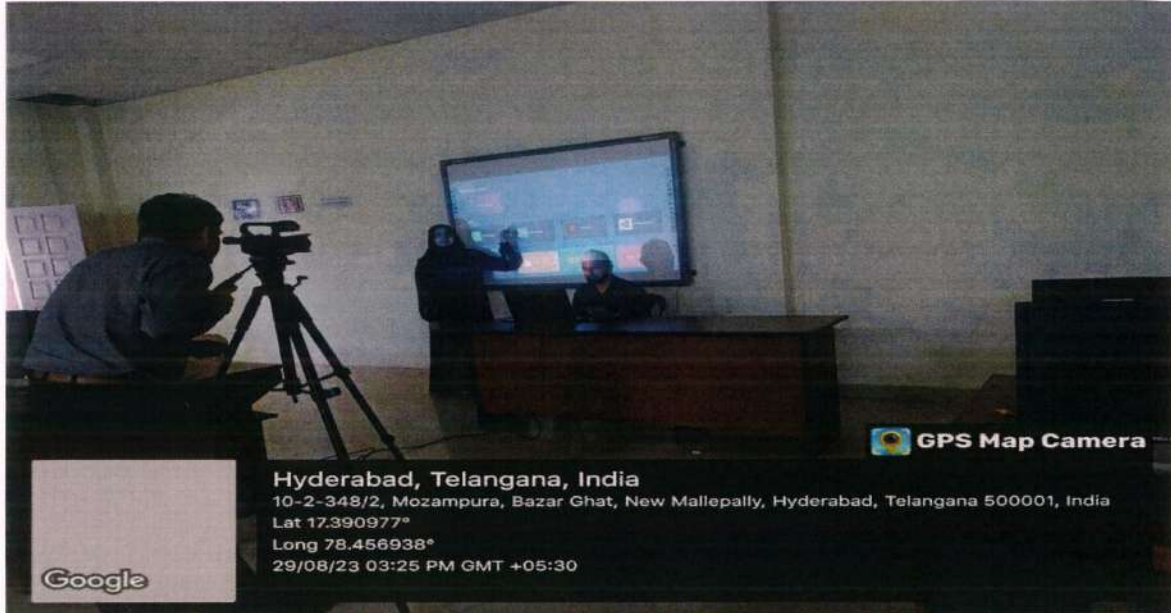 GPS Map Camera
Hyderabad, Telangana, India
10-2-348/2, Mozampura, Bazar Ghat, New Mallepally, Hyderabad, Telangana 500001, India
Lat 17.390977°
Long 78.456938°
29/08/23 03:25 PM GMT +05:30
Google